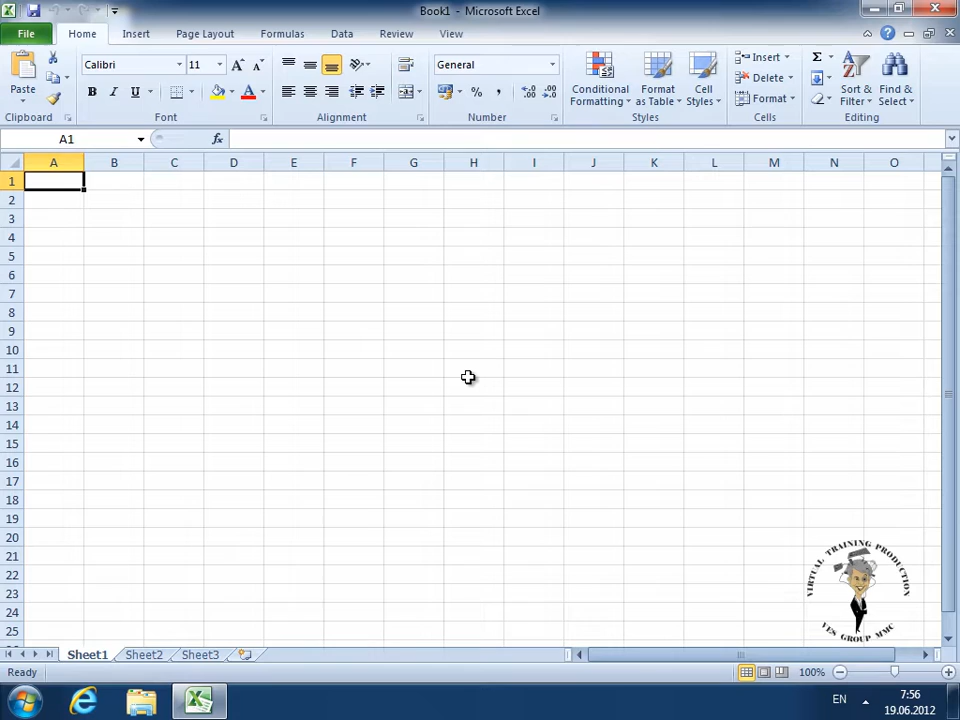 Book1 - Microsoft Excel
File Home Insert Page Layout Formulas Data Review View
Paste Calibri 11 General Conditional Formatting Format as Table Cell Styles Insert Delete Format Sort & Filter Find & Select
Clipboard Font Alignment Number Styles Cells Editing
A1 fx
A B C D E F G H I J K L M N O
1
2
3
4
5
6
7
8
9
10
11
12
13
14
15
16
17
18
19
20
21
22
23
24
25
VIRTUAL TRAINING PRODUCTION
YES GROUP MMC
Sheet1 Sheet2 Sheet3
Ready 100%
EN 7:56
19.06.2012